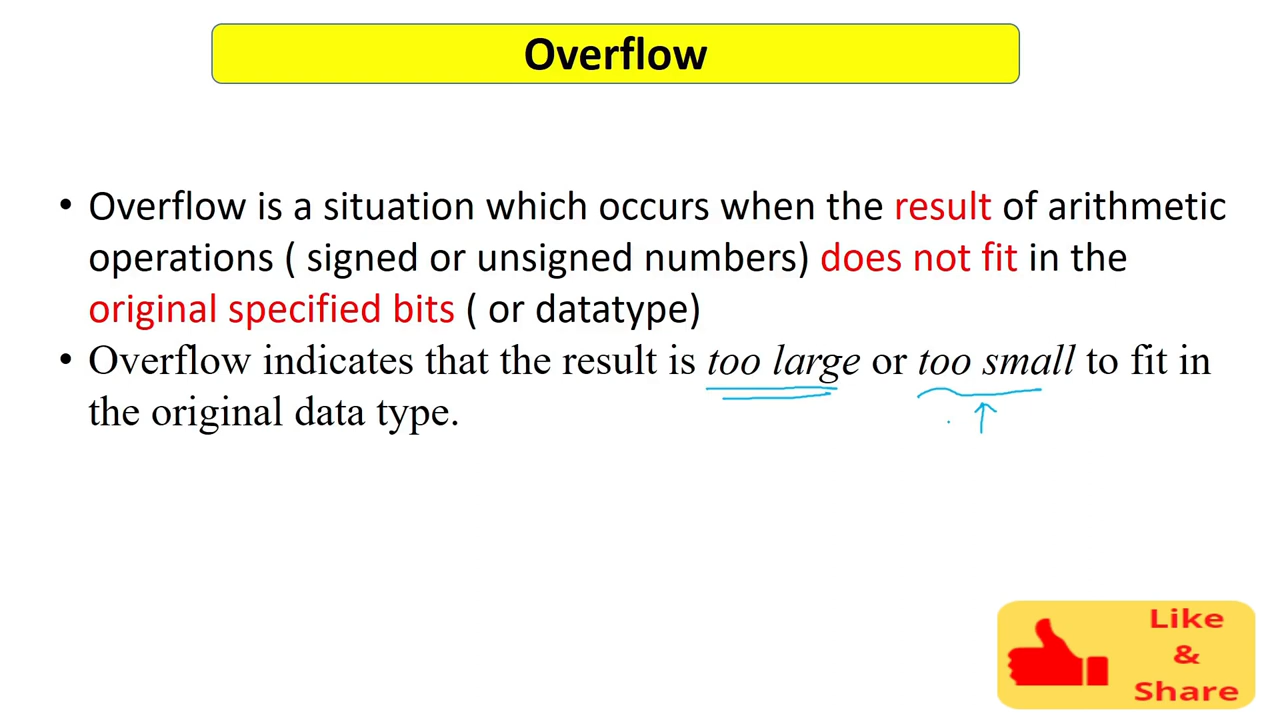 Overflow
• Overflow is a situation which occurs when the result of arithmetic
operations ( signed or unsigned numbers) does not fit in the
original specified bits ( or datatype)
• Overflow indicates that the result is too large or too small to fit in
the original data type.
Like
&
Share